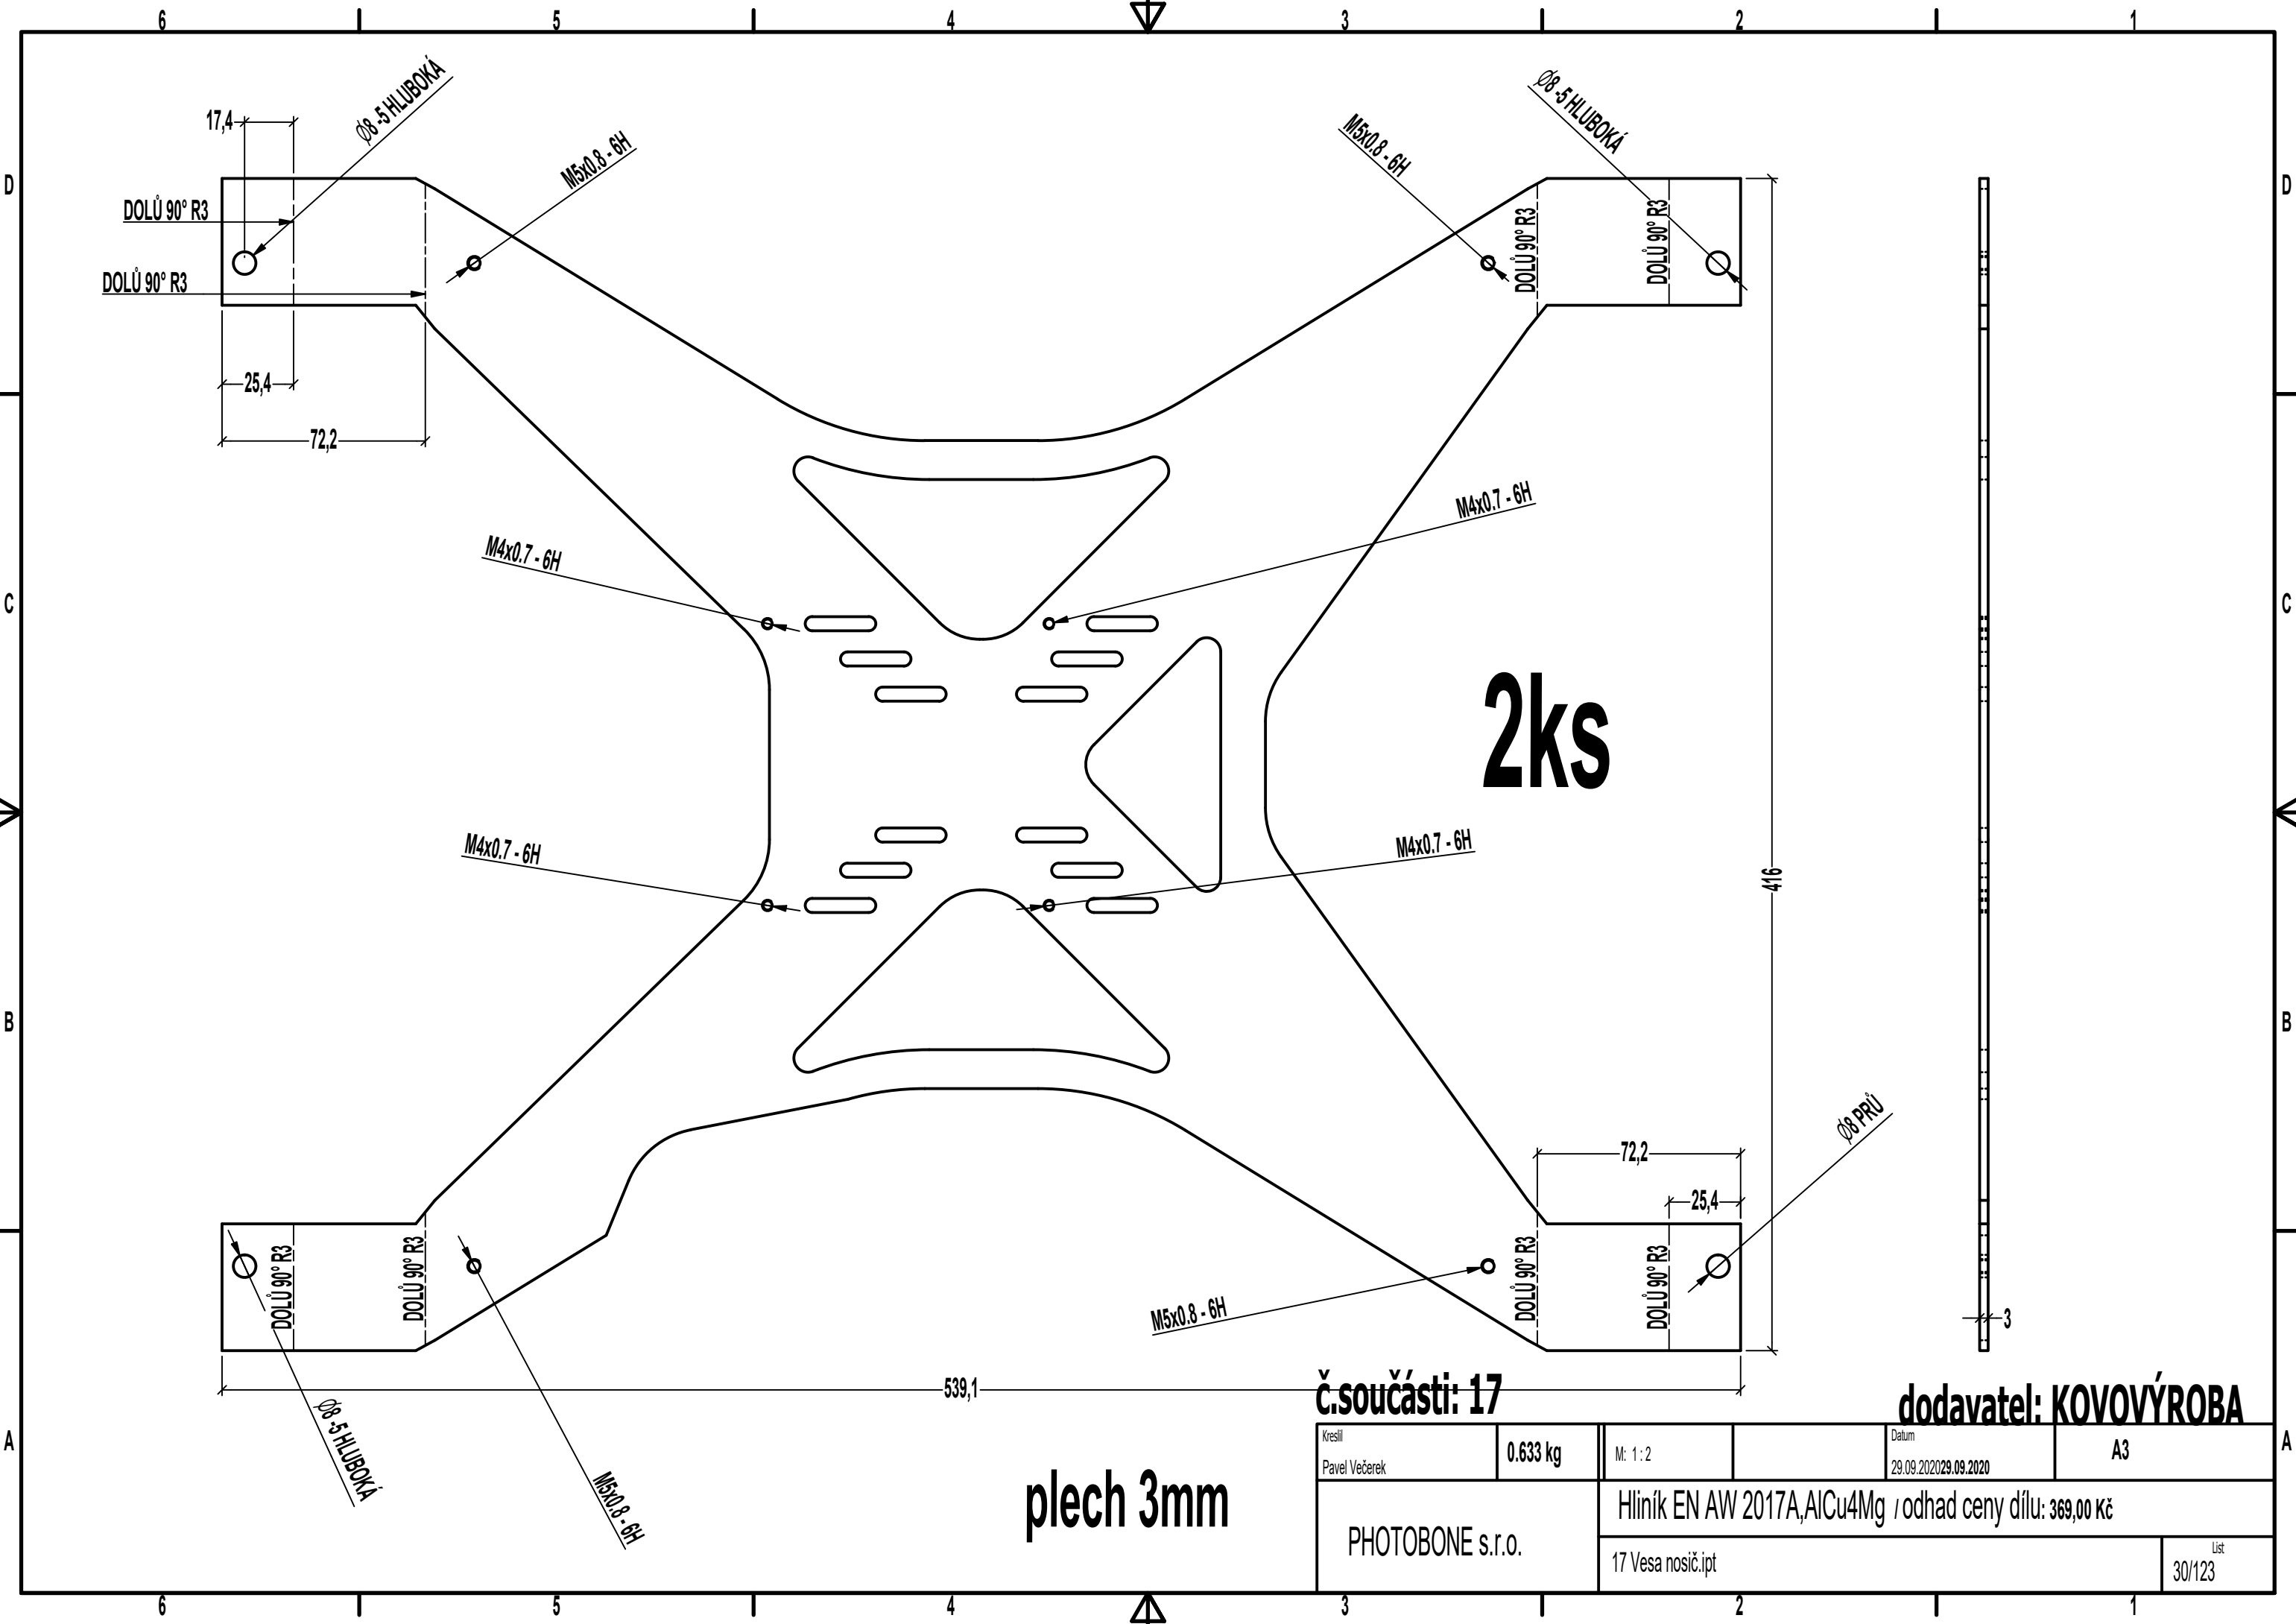 6 5 4 3 2 1
17,4
Ø8 -5 HLUBOKÁ
M5x0.8 - 6H
M5x0.8 - 6H
Ø8 -5 HLUBOKÁ
D D
DOLŮ 90° R3
DOLŮ 90° R3
DOLŮ 90° R3
DOLŮ 90° R3
25,4
72,2
M4x0.7 - 6H
M4x0.7 - 6H
C C
2ks
M4x0.7 - 6H
M4x0.7 - 6H
416
B B
72,2
25,4
Ø8 PRŮ
DOLŮ 90° R3
DOLŮ 90° R3
DOLŮ 90° R3
DOLŮ 90° R3
M5x0.8 - 6H
3
539,1
Ø8 -5 HLUBOKÁ
M5x0.8 - 6H
č.součásti: 17
dodavatel: KOVOVÝROBA
A A
plech 3mm
Kreslil
Pavel Večerek
0.633 kg
M: 1 : 2
Datum
29.09.202029.09.2020
A3
PHOTOBONE s.r.o.
Hliník EN AW 2017A,AlCu4Mg / odhad ceny dílu: 369,00 Kč
17 Vesa nosič.ipt
List
30/123
6 5 4 3 2 1